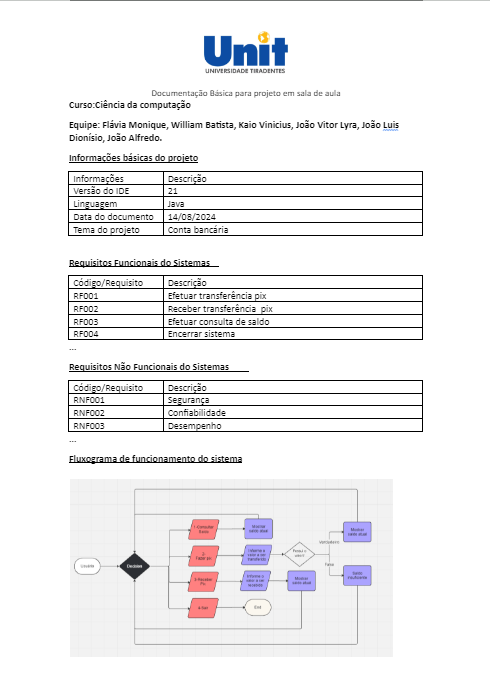 Unit
UNIVERSIDADE TIRADENTES
Documentação Básica para projeto em sala de aula
Curso:Ciência da computação
Equipe: Flávia Monique, William Batista, Kaio Vinicius, João Vitor Lyra, João Luis
Dionísio, João Alfredo.
Informações básicas do projeto
Informações Descrição
Versão do IDE 21
Linguagem Java
Data do documento 14/08/2024
Tema do projeto Conta bancária
Requisitos Funcionais do Sistemas
Código/Requisito Descrição
RF001 Efetuar transferência pix
RF002 Receber transferência pix
RF003 Efetuar consulta de saldo
RF004 Encerrar sistema
...
Requisitos Não Funcionais do Sistemas
Código/Requisito Descrição
RNF001 Segurança
RNF002 Confiabilidade
RNF003 Desempenho
...
Fluxograma de funcionamento do sistema
1-Consultar
Saldo
Mostrar
saldo atual
Mostrar
saldo atual
Verdadeiro
Usuário
Decisão
2-
Fazer pix
Informe o
valor a ser
transferido
Possui o
valor?
Falso
Saldo
insuficiente
3-Receber
Pix
Informe o
valor a ser
Mostrar
saldo atual
End